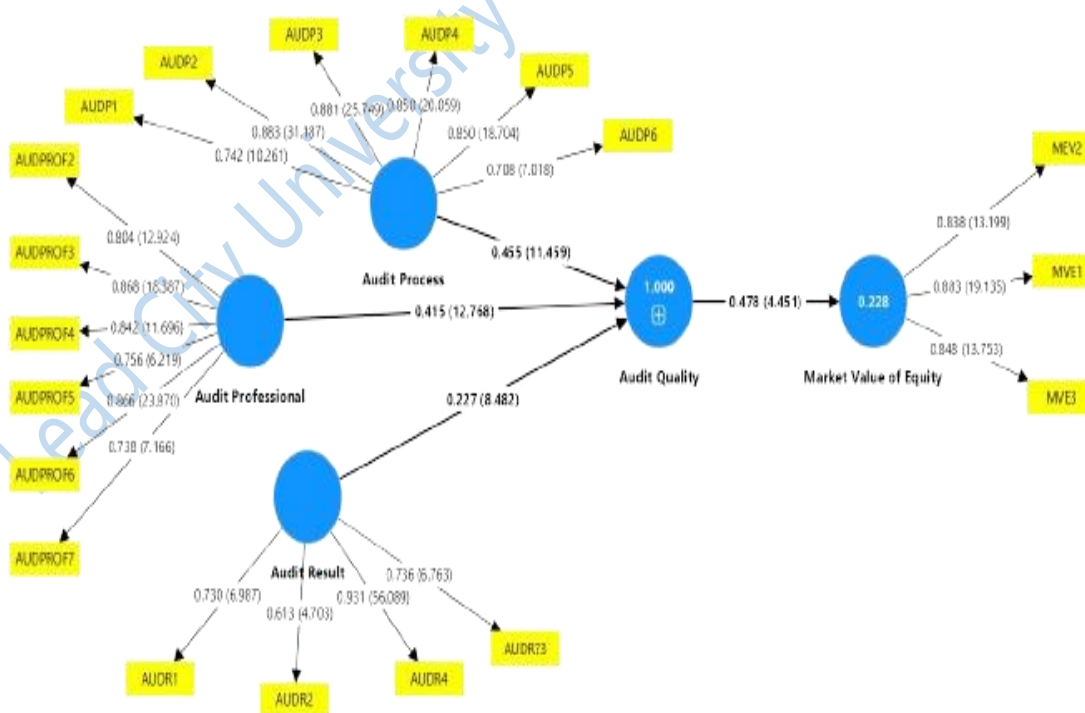 Lead City University
AUDP3
AUDP4
AUDP2
AUDP5
AUDP1
AUDP6
0.881 (25.749)
0.850 (20.059)
0.883 (31.187)
0.850 (18.704)
0.742 (10.261)
0.708 (7.018)
Audit Process
AUDPROF2
AUDPROF3
AUDPROF4
AUDPROF5
AUDPROF6
AUDPROF7
0.804 (12.924)
0.868 (18.387)
0.842 (11.696)
0.756 (6.219)
0.866 (23.970)
0.738 (7.166)
Audit Professional
0.455 (11.459)
0.415 (12.768)
0.227 (8.482)
1.000
Audit Quality
0.478 (4.451)
0.228
Market Value of Equity
MEV2
0.838 (13.199)
MVE1
0.883 (19.135)
MVE3
0.848 (13.753)
Audit Result
0.730 (6.987)
0.613 (4.703)
0.931 (56.089)
0.736 (6.763)
AUDR1
AUDR2
AUDR4
AUDR?3